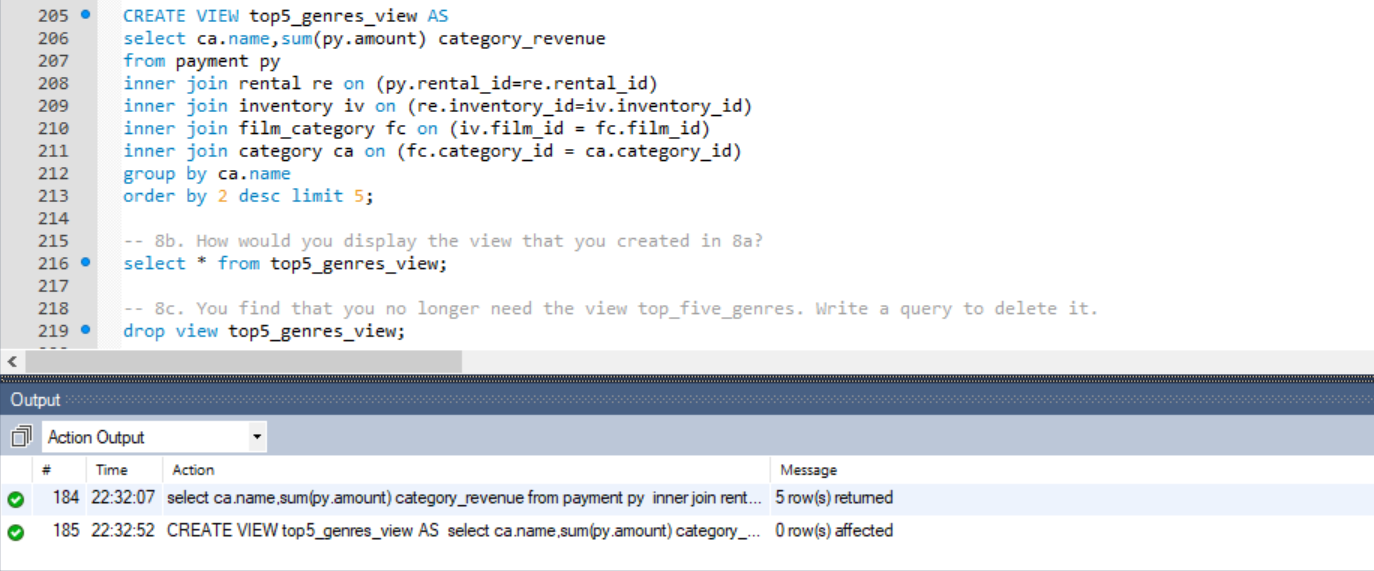 205 CREATE VIEW top5_genres_view AS
206 select ca.name,sum(py.amount) category_revenue
207 from payment py
208 inner join rental re on (py.rental_id=re.rental_id)
209 inner join inventory iv on (re.inventory_id=iv.inventory_id)
210 inner join film_category fc on (iv.film_id = fc.film_id)
211 inner join category ca on (fc.category_id = ca.category_id)
212 group by ca.name
213 order by 2 desc limit 5;
214
215 -- 8b. How would you display the view that you created in 8a?
216 select * from top5_genres_view;
217
218 -- 8c. You find that you no longer need the view top_five_genres. Write a query to delete it.
219 drop view top5_genres_view;
Output
Action Output
# Time Action Message
184 22:32:07 select ca.name,sum(py.amount) category_revenue from payment py  inner join rent... 5 row(s) returned
185 22:32:52 CREATE VIEW top5_genres_view AS  select ca.name,sum(py.amount) category_... 0 row(s) affected